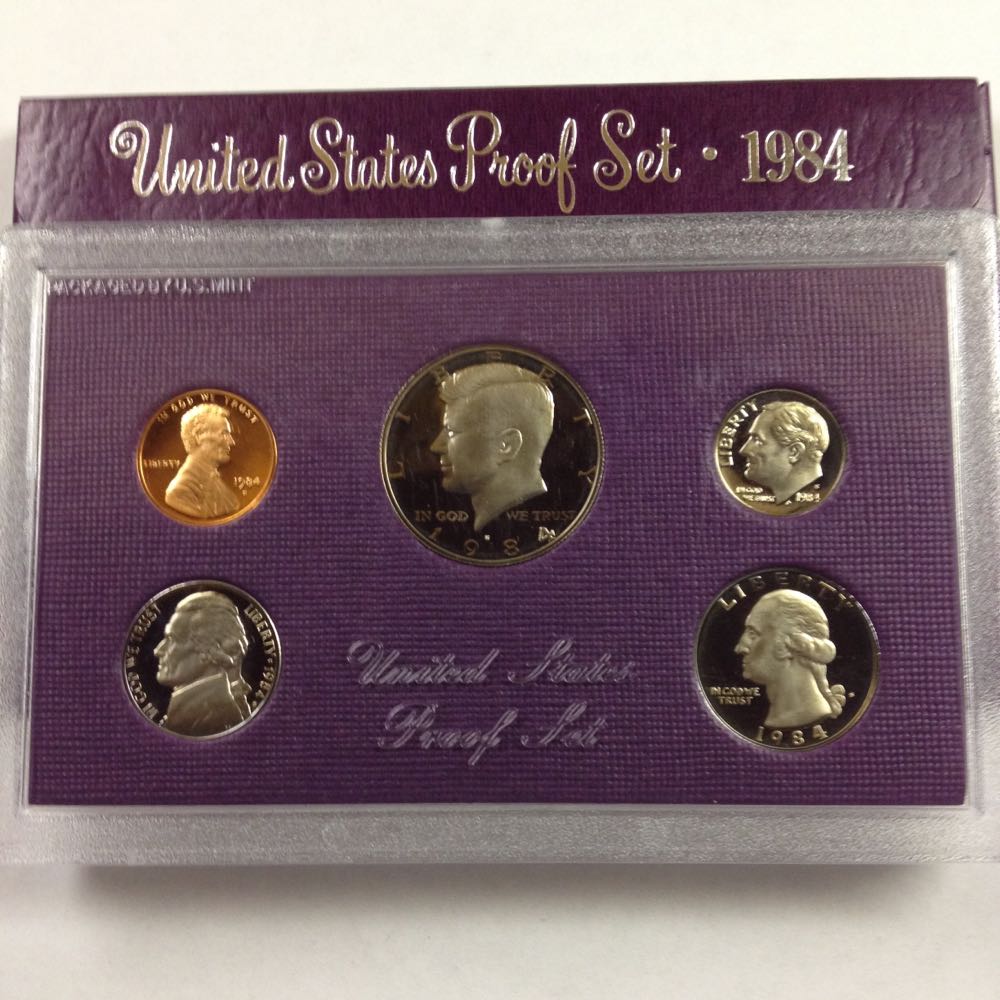 United States Proof Set · 1984
PACKAGED BY U.S. MINT
IN GOD WE TRUST
LIBERTY
1984
LIBERTY
IN GOD WE TRUST
1984
LIBERTY
IN GOD
WE TRUST
1984
IN GOD WE TRUST
LIBERTY · 1984
LIBERTY
IN GOD WE
TRUST
1984
United States
Proof Set